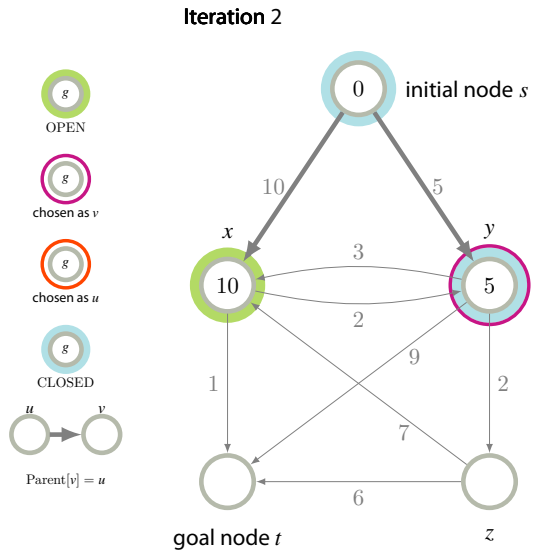 Iteration 2
0
initial node s
g
OPEN
10
5
g
chosen as v
x
y
3
10
5
2
g
chosen as u
9
1
2
g
CLOSED
u
v
7
Parent[v] = u
6
goal node t
z